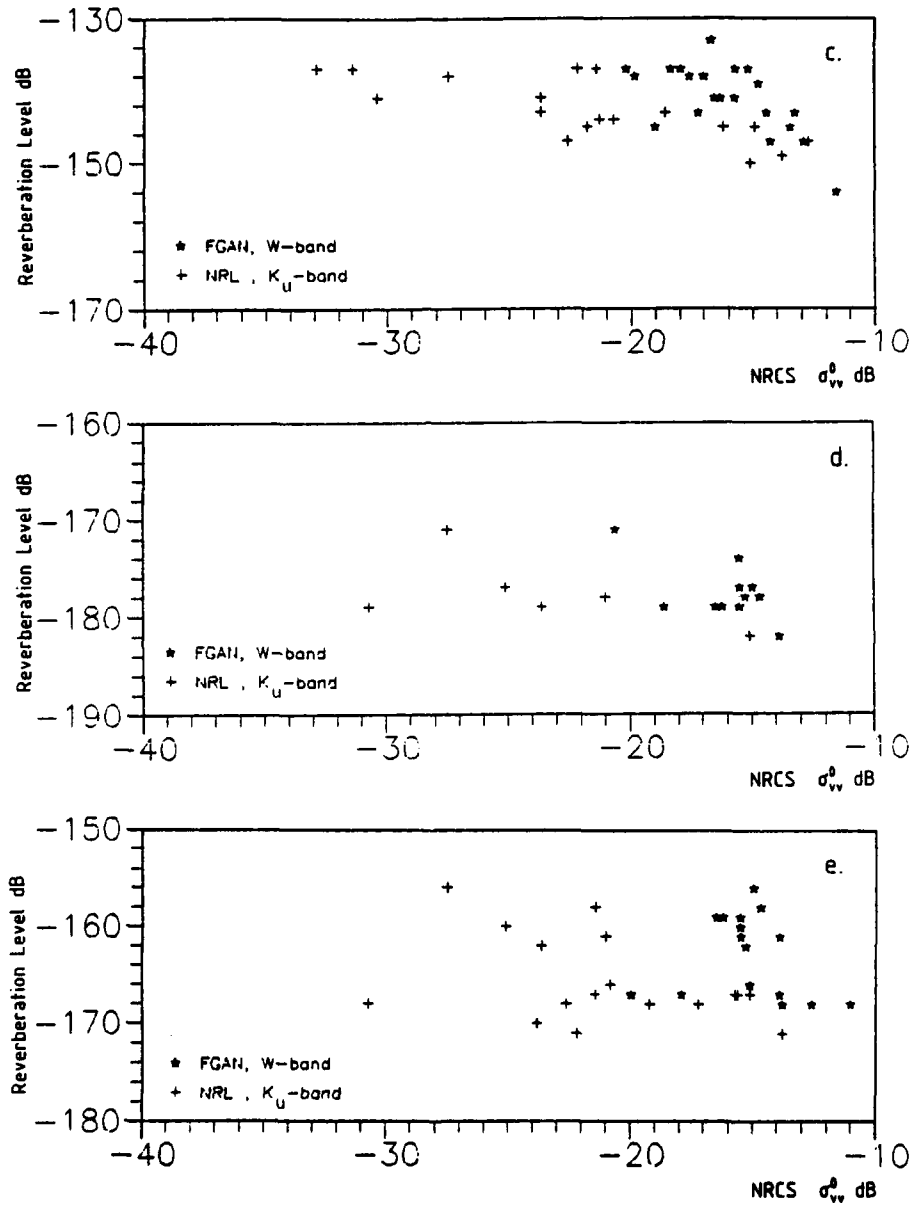 −130
c.
Reverberation Level dB
−150
★ FGAN, W-band
+ NRL , Ku-band
−170
−40
−30
−20
−10
NRCS σ⁰vv dB
−160
d.
Reverberation Level dB
−170
−180
★ FGAN, W-band
+ NRL , Ku-band
−190
−40
−30
−20
−10
NRCS σ⁰vv dB
−150
e.
Reverberation Level dB
−160
−170
★ FGAN, W-band
+ NRL , Ku-band
−180
−40
−30
−20
−10
NRCS σ⁰vv dB